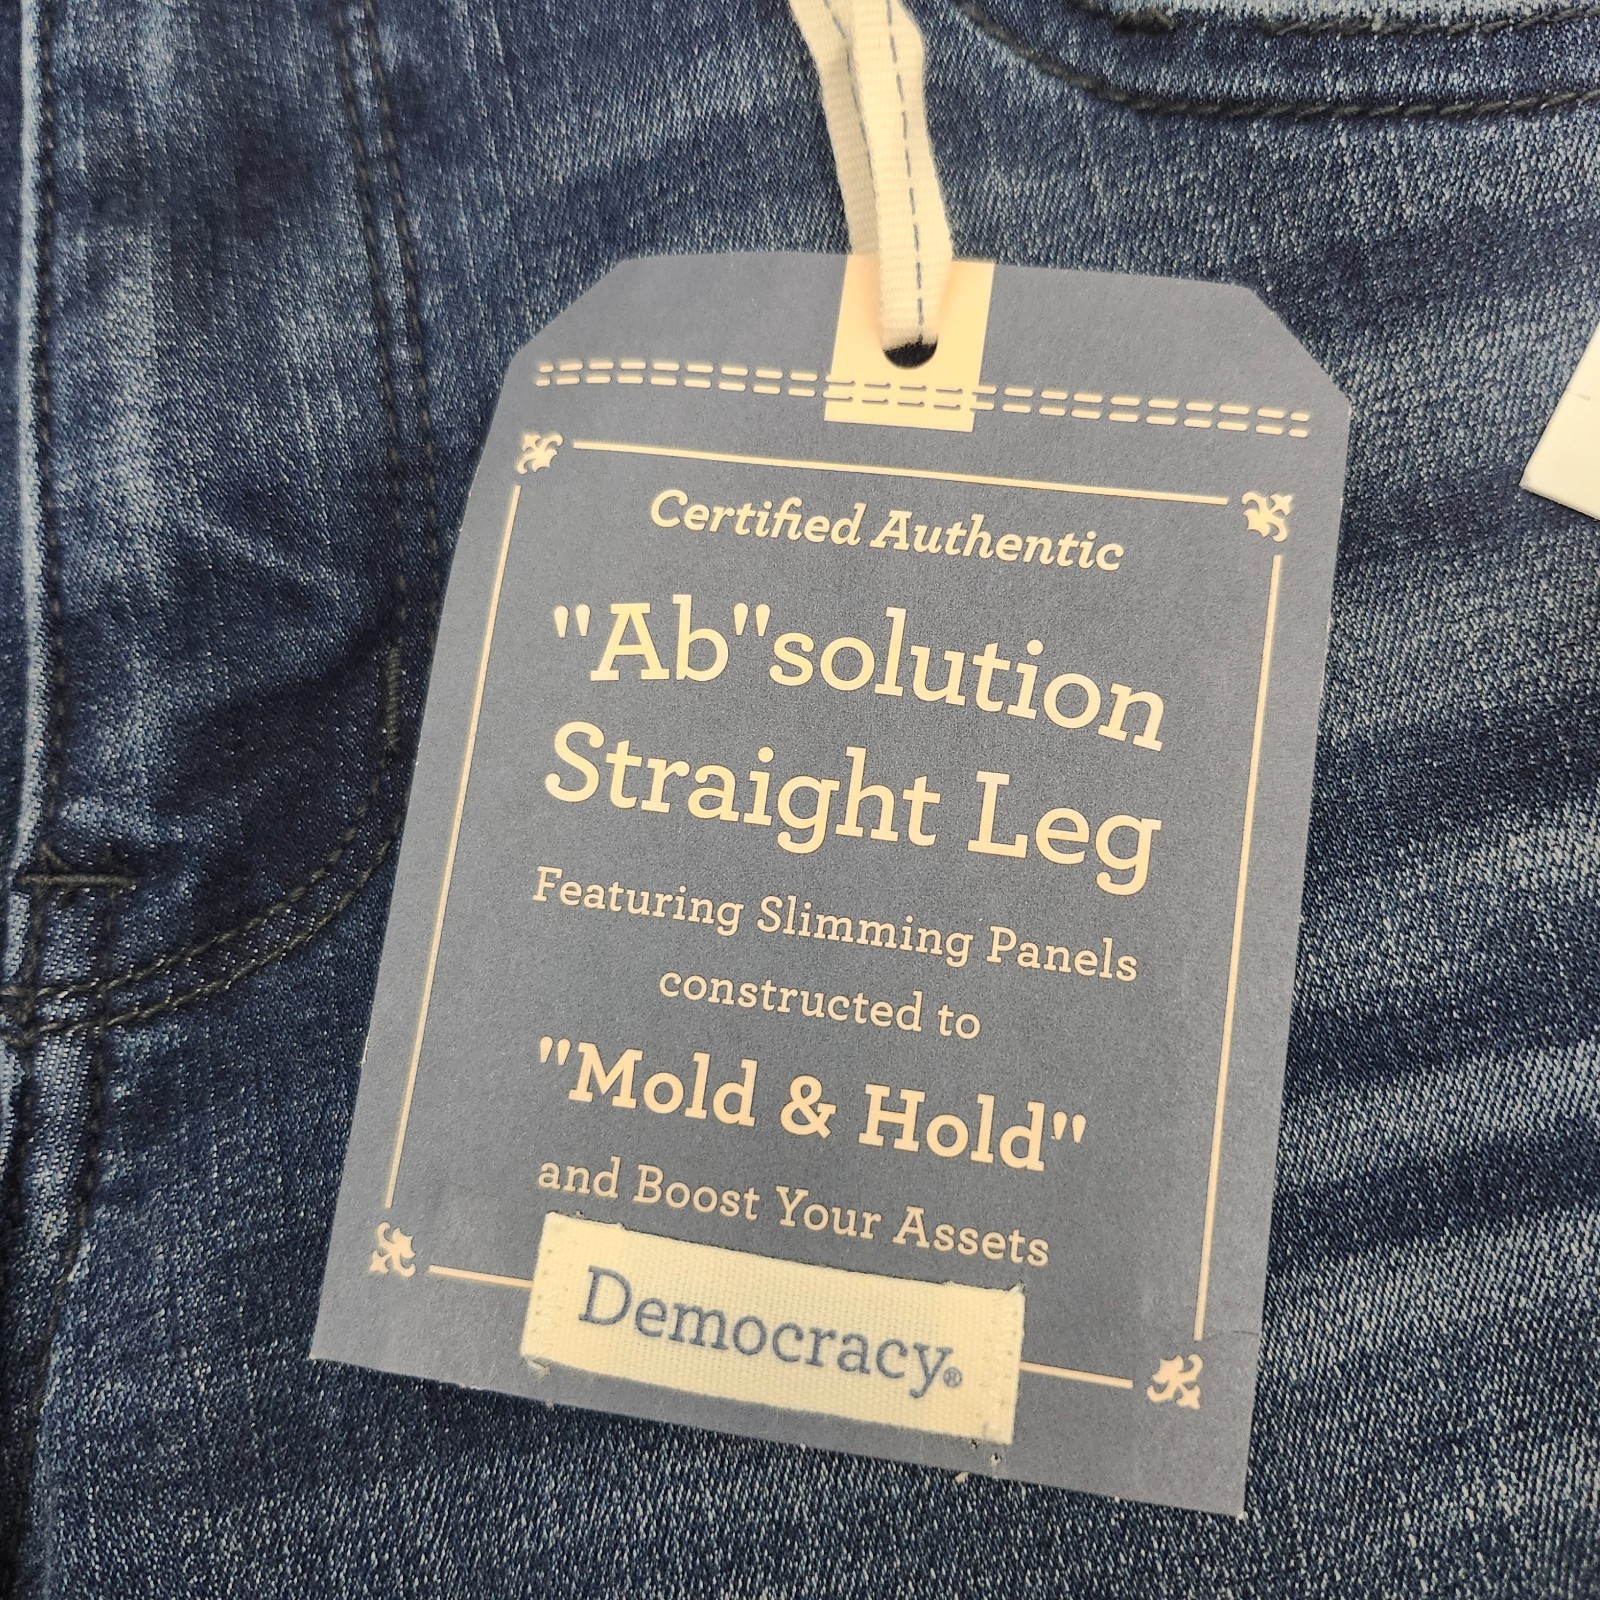 Certified Authentic
"Ab"solution
Straight Leg
Featuring Slimming Panels
constructed to
"Mold & Hold"
and Boost Your Assets
Democracy®